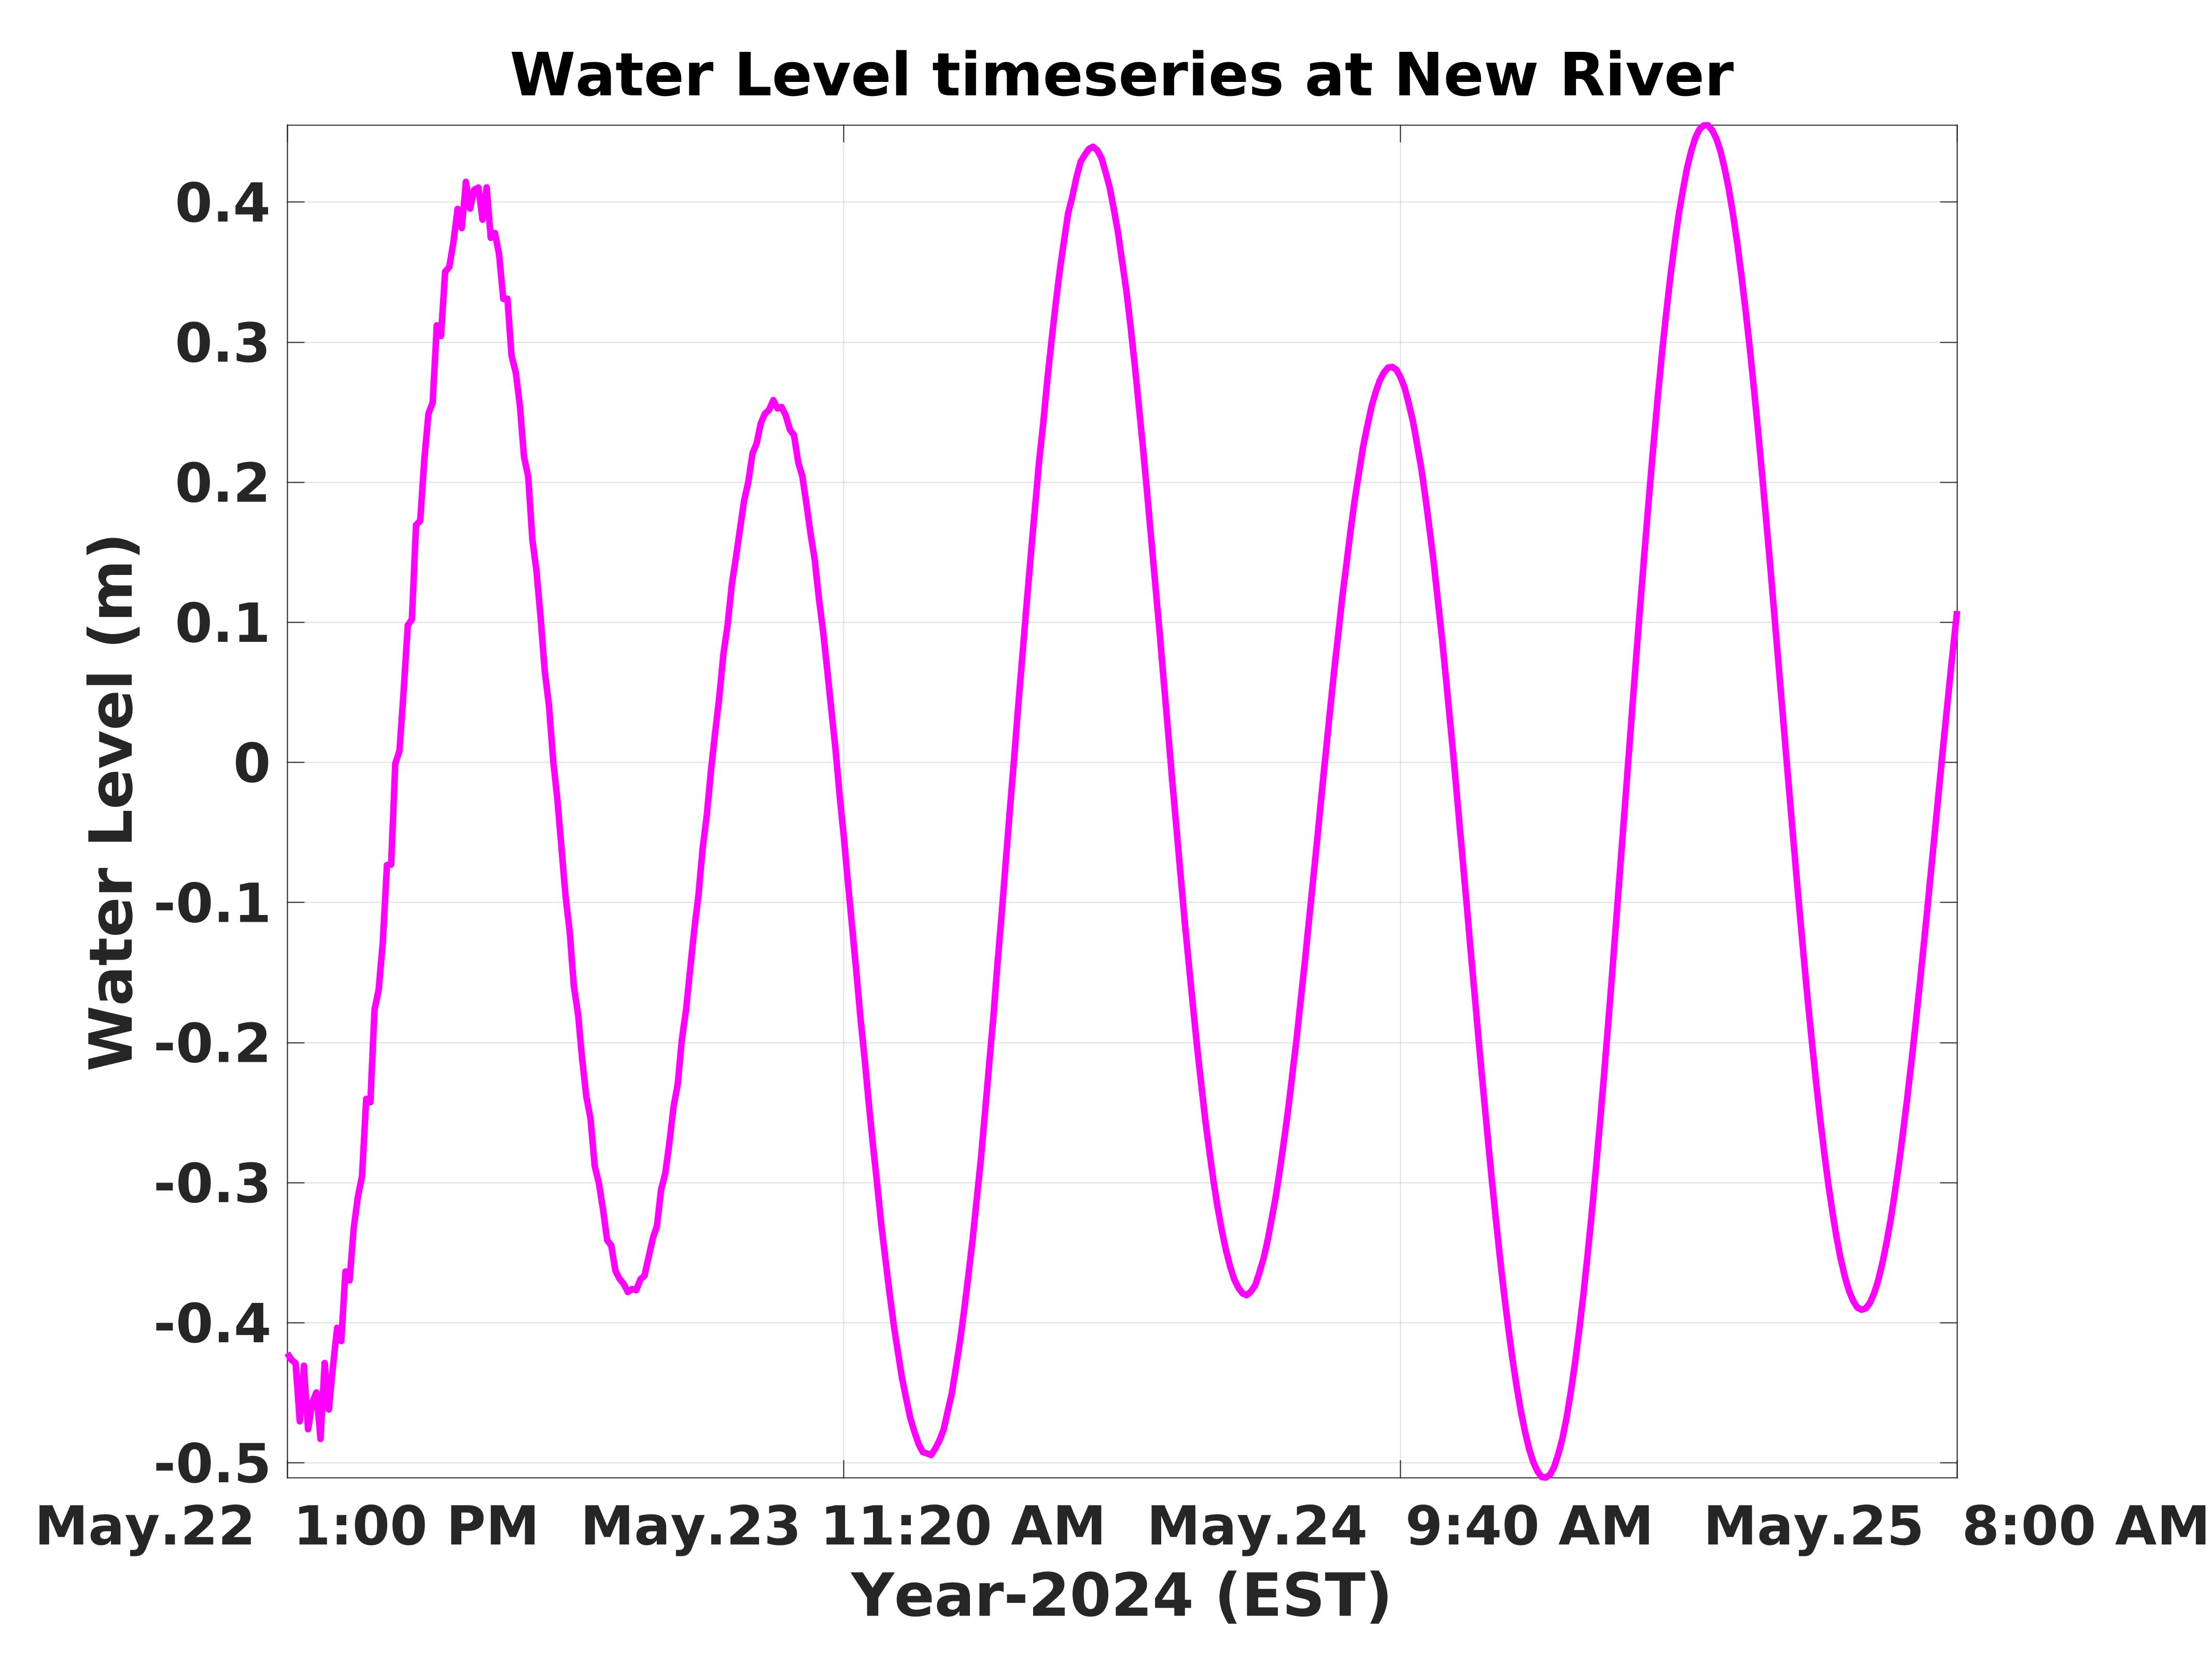 Water Level timeseries at New River
Water Level (m)
0.4
0.3
0.2
0.1
0
-0.1
-0.2
-0.3
-0.4
-0.5
May.22 1:00 PM May.23 11:20 AM May.24 9:40 AM May.25 8:00 AM
Year-2024 (EST)